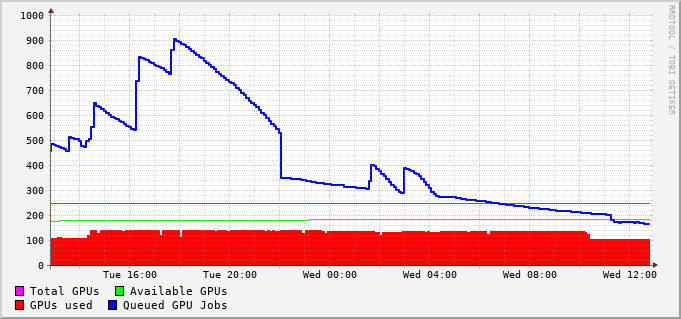 1000
900
800
700
600
500
400
300
200
100
0
Tue 16:00 Tue 20:00 Wed 00:00 Wed 04:00 Wed 08:00 Wed 12:00
Total GPUs Available GPUs
GPUs used Queued GPU Jobs
RRDTOOL / TOBI OETIKER